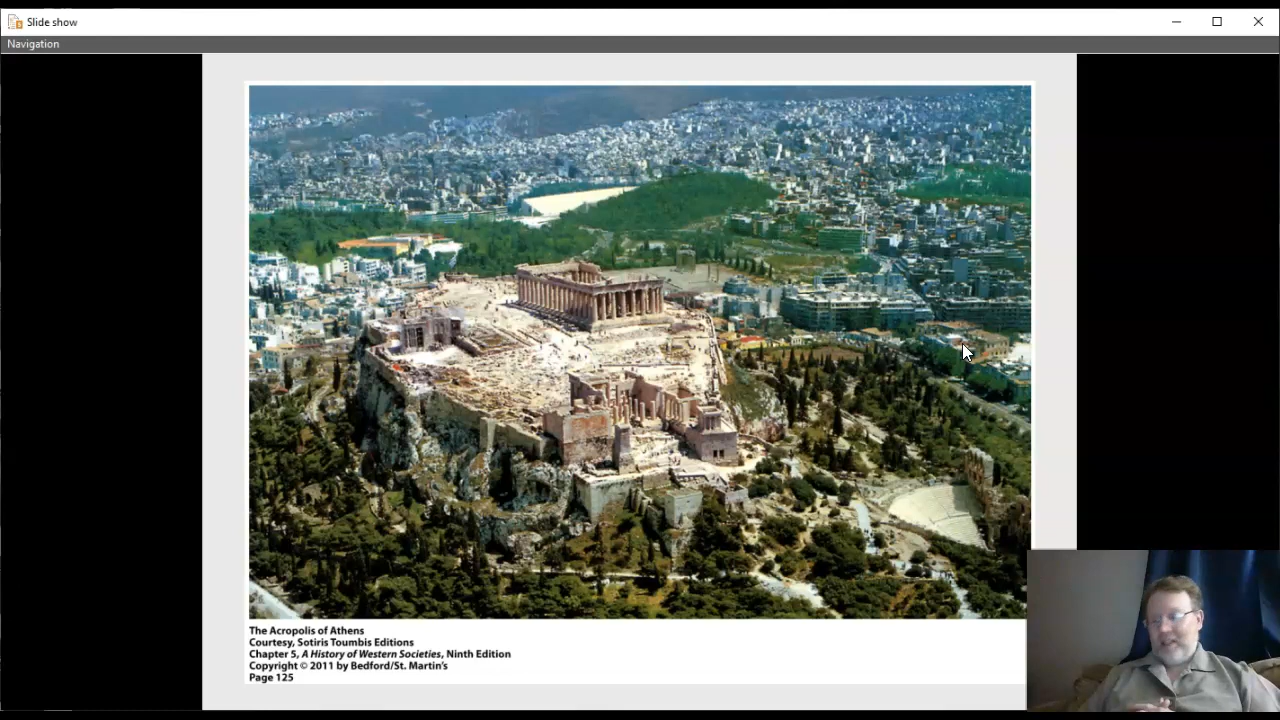 Slide show
Navigation
The Acropolis of Athens
Courtesy, Sotiris Toumbis Editions
Chapter 5, A History of Western Societies, Ninth Edition
Copyright © 2011 by Bedford/St. Martin's
Page 125